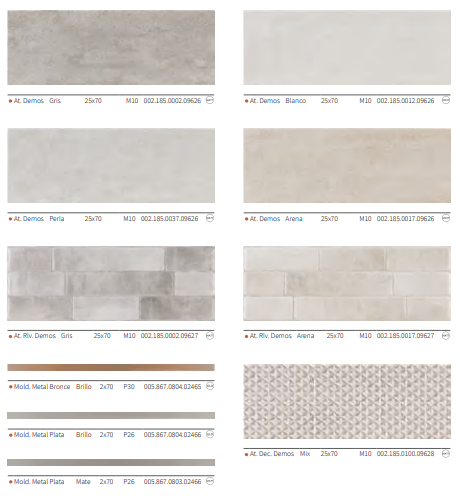 At. Demos Gris 25x70 M10 002.185.0002.09626
At. Demos Blanco 25x70 M10 002.185.0012.09626
At. Demos Perla 25x70 M10 002.185.0037.09626
At. Demos Arena 25x70 M10 002.185.0017.09626
At. Rlv. Demos Gris 25x70 M10 002.185.0002.09627
At. Rlv. Demos Arena 25x70 M10 002.185.0017.09627
Mold. Metal Bronce Brillo 2x70 P30 005.867.0804.02465
Mold. Metal Plata Brillo 2x70 P26 005.867.0804.02466
Mold. Metal Plata Mate 2x70 P26 005.867.0803.02466
At. Dec. Demos Mix 25x70 M10 002.185.0100.09628